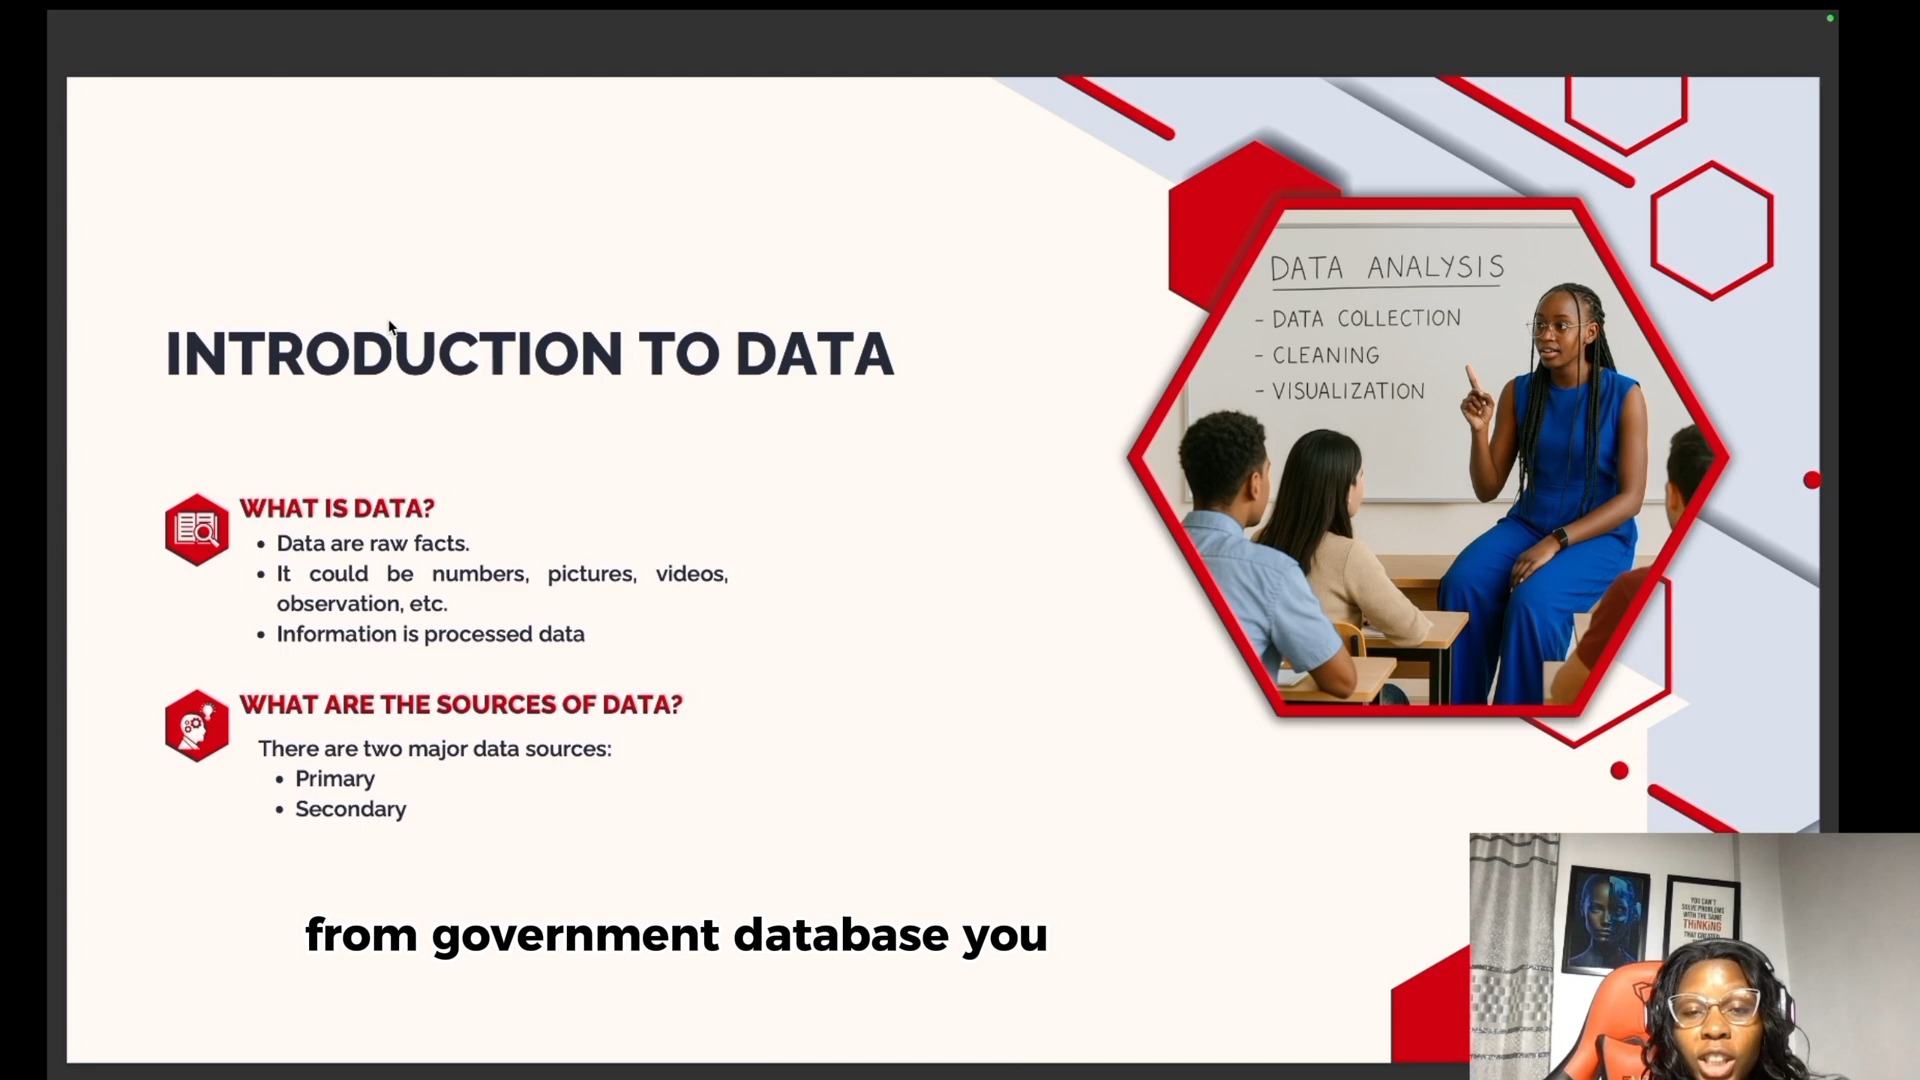 DATA ANALYSIS
- DATA COLLECTION
- CLEANING
- VISUALIZATION
INTRODUCTION TO DATA
WHAT IS DATA?
• Data are raw facts.
• It could be numbers, pictures, videos,
observation, etc.
• Information is processed data
WHAT ARE THE SOURCES OF DATA?
There are two major data sources:
• Primary
• Secondary
from government database you
YOU CAN'T
SOLVE PROBLEMS
WITH THE SAME
THINKING